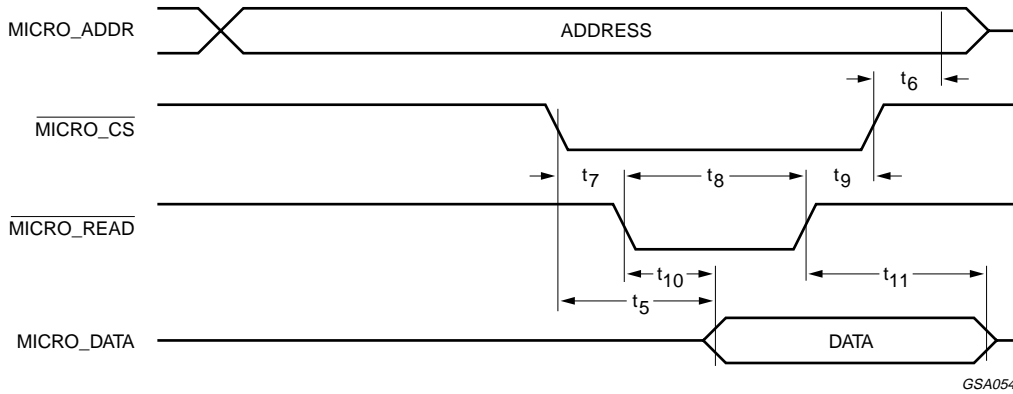 MICRO_ADDR
ADDRESS
t6
MICRO_CS
t7
t8
t9
MICRO_READ
t10
t11
t5
MICRO_DATA
DATA
GSA054